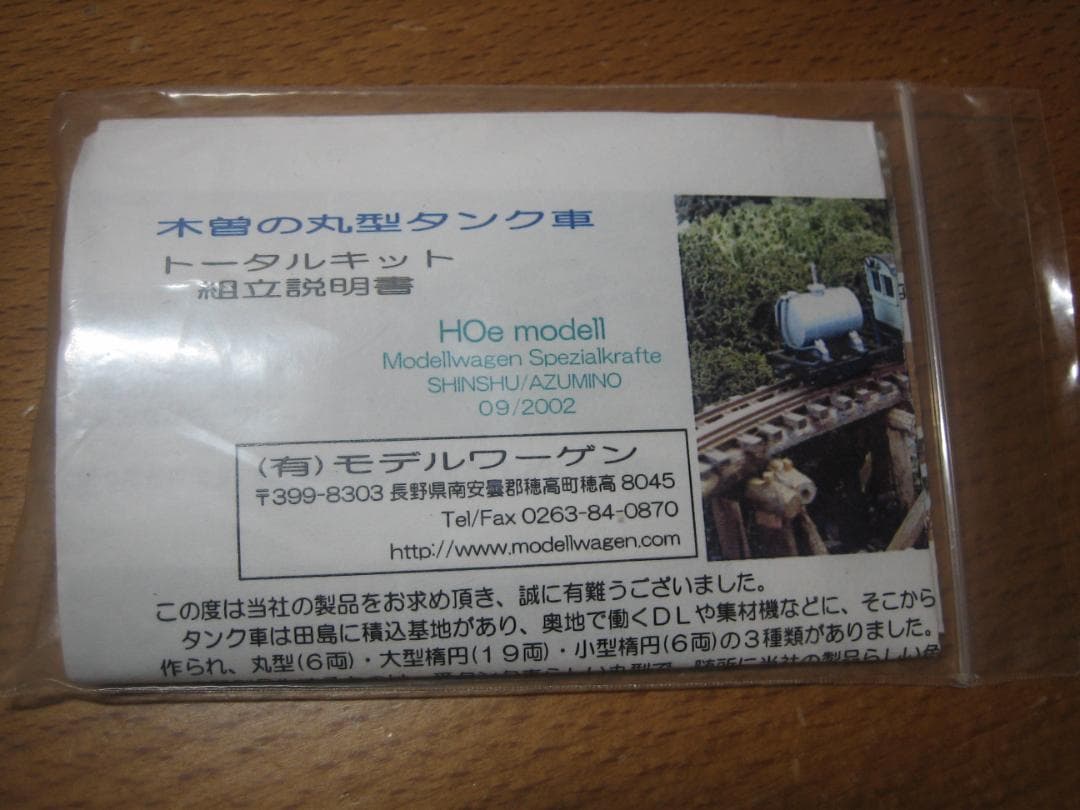 木曽の丸型タンク車
トータルキット
組立説明書
HOe modell
Modellwagen Spezialkrafte
SHINSHU/AZUMINO
09/2002
(有)モデルワーゲン
〒399-8303 長野県南安曇郡穂高町穂高 8045
Tel/Fax 0263-84-0870
http://www.modellwagen.com
この度は当社の製品をお求め頂き、誠に有難うございました。
タンク車は田島に積込基地があり、奥地で働くDLや集材機などに、そこから
作られ、丸型(6両)・大型楕円(19両)・小型楕円(6両)の3種類がありました。